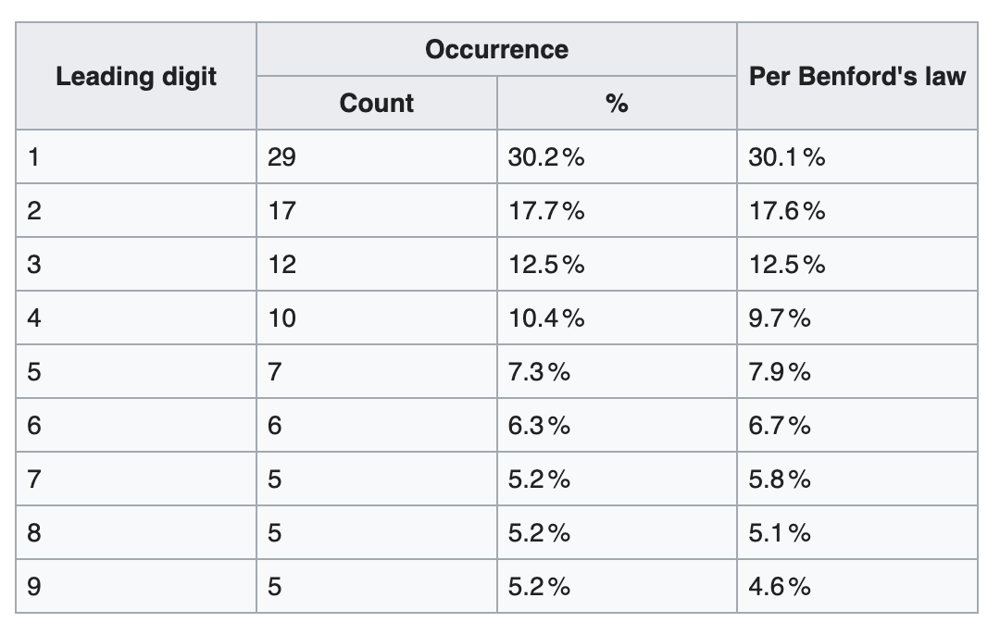 Leading digit Occurrence Per Benford's law
Count %
1 29 30.2% 30.1%
2 17 17.7% 17.6%
3 12 12.5% 12.5%
4 10 10.4% 9.7%
5 7 7.3% 7.9%
6 6 6.3% 6.7%
7 5 5.2% 5.8%
8 5 5.2% 5.1%
9 5 5.2% 4.6%